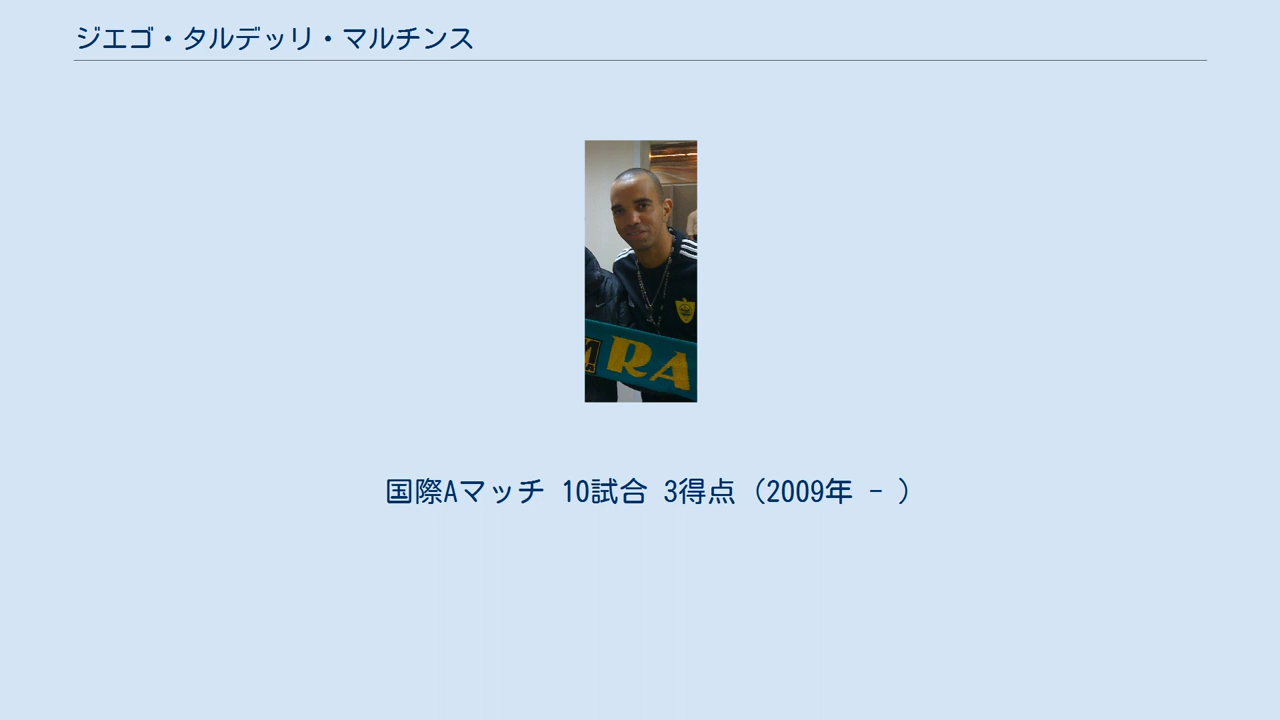 ジエゴ・タルデッリ・マルチンス
RA
国際Aマッチ 10試合 3得点（2009年 - ）